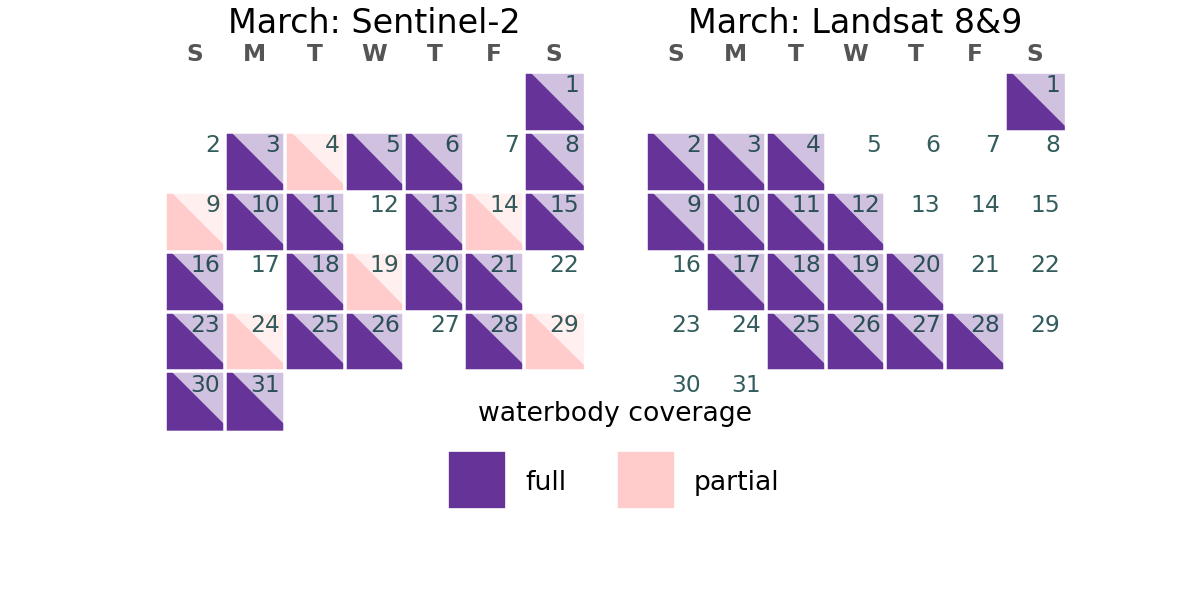 March: Sentinel-2
S M T W T F S
1
2 3 4 5 6 7 8
9 10 11 12 13 14 15
16 17 18 19 20 21 22
23 24 25 26 27 28 29
30 31
March: Landsat 8&9
S M T W T F S
1
2 3 4 5 6 7 8
9 10 11 12 13 14 15
16 17 18 19 20 21 22
23 24 25 26 27 28 29
30 31
waterbody coverage
full partial